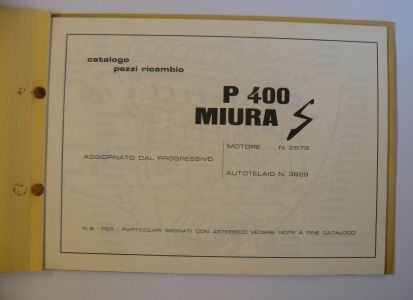 catalogo
pezzi ricambio
P 400
MIURA S
MOTORE N. 2579
AGGIORNATO DAL PROGRESSIVO
AUTOTELAIO N. 3929
N.B. - PER I PARTICOLARI SEGNATI CON ASTERISCO VEDERE NOTE A FINE CATALOGO